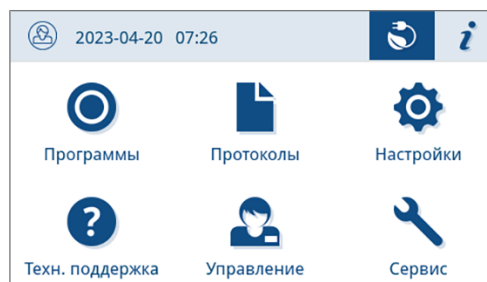 2023-04-20 07:26
Программы Протоколы Настройки
Техн. поддержка Управление Сервис